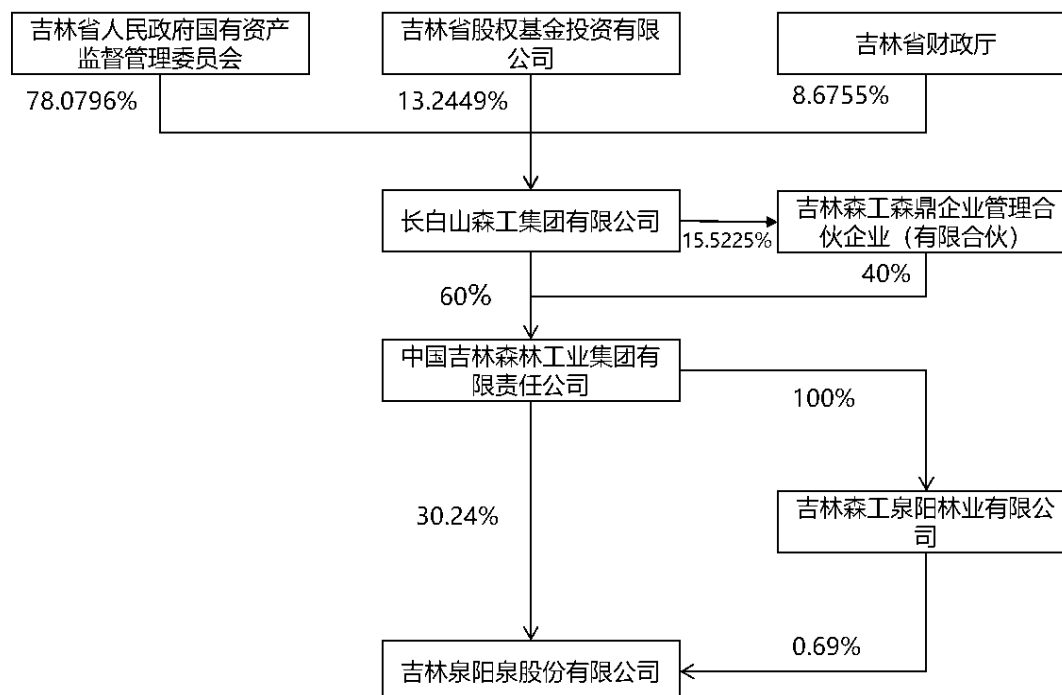 吉林省人民政府国有资产
监督管理委员会
吉林省股权基金投资有限
公司
吉林省财政厅
78.0796%
13.2449%
8.6755%
长白山森工集团有限公司
15.5225%
吉林森工森鼎企业管理合
伙企业（有限合伙）
60%
40%
中国吉林森林工业集团有
限责任公司
100%
30.24%
吉林森工泉阳林业有限公
司
0.69%
吉林泉阳泉股份有限公司